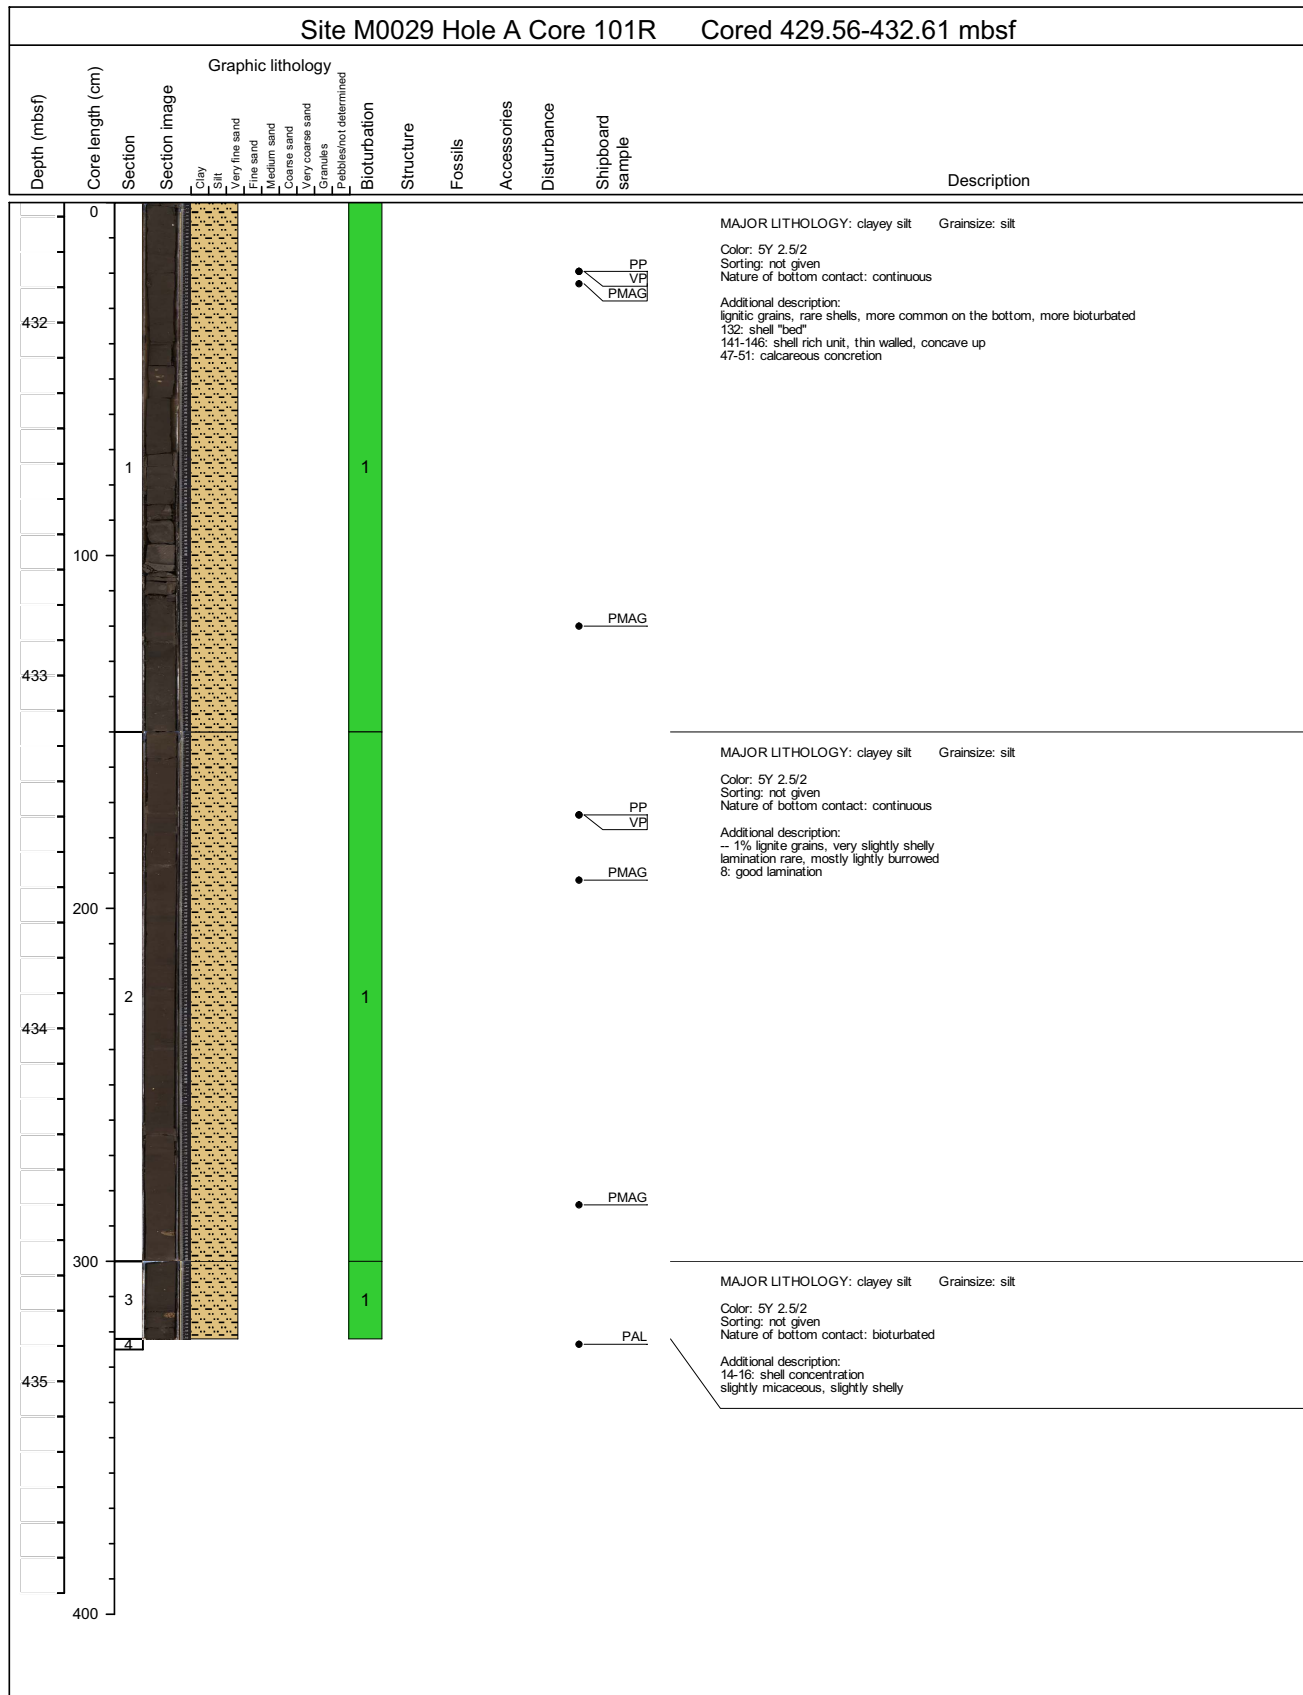 Site M0029 Hole A Core 101R Cored 429.56-432.61 mbsf
Depth (mbsf)
Core length (cm)
Section
Section image
Graphic lithology
Clay
Silt
Very fine sand
Fine sand
Medium sand
Coarse sand
Very coarse sand
Granules
Pebbles/not determined
Bioturbation
Structure
Fossils
Accessories
Disturbance
Shipboard
sample
Description
0
MAJOR LITHOLOGY: clayey silt Grainsize: silt
Color: 5Y 2.5/2
Sorting: not given
Nature of bottom contact: continuous
Additional description:
lignitic grains, rare shells, more common on the bottom, more bioturbated
132: shell "bed"
141-146: shell rich unit, thin walled, concave up
47-51: calcareous concretion
PP
VP
PMAG
432
1
1
100
PMAG
433
MAJOR LITHOLOGY: clayey silt Grainsize: silt
Color: 5Y 2.5/2
Sorting: not given
Nature of bottom contact: continuous
Additional description:
-- 1% lignite grains, very slightly shelly
lamination rare, mostly lightly burrowed
8: good lamination
PP
VP
PMAG
200
2
1
434
PMAG
300
MAJOR LITHOLOGY: clayey silt Grainsize: silt
Color: 5Y 2.5/2
Sorting: not given
Nature of bottom contact: bioturbated
Additional description:
14-16: shell concentration
slightly micaceous, slightly shelly
3
1
4
PAL
435
400